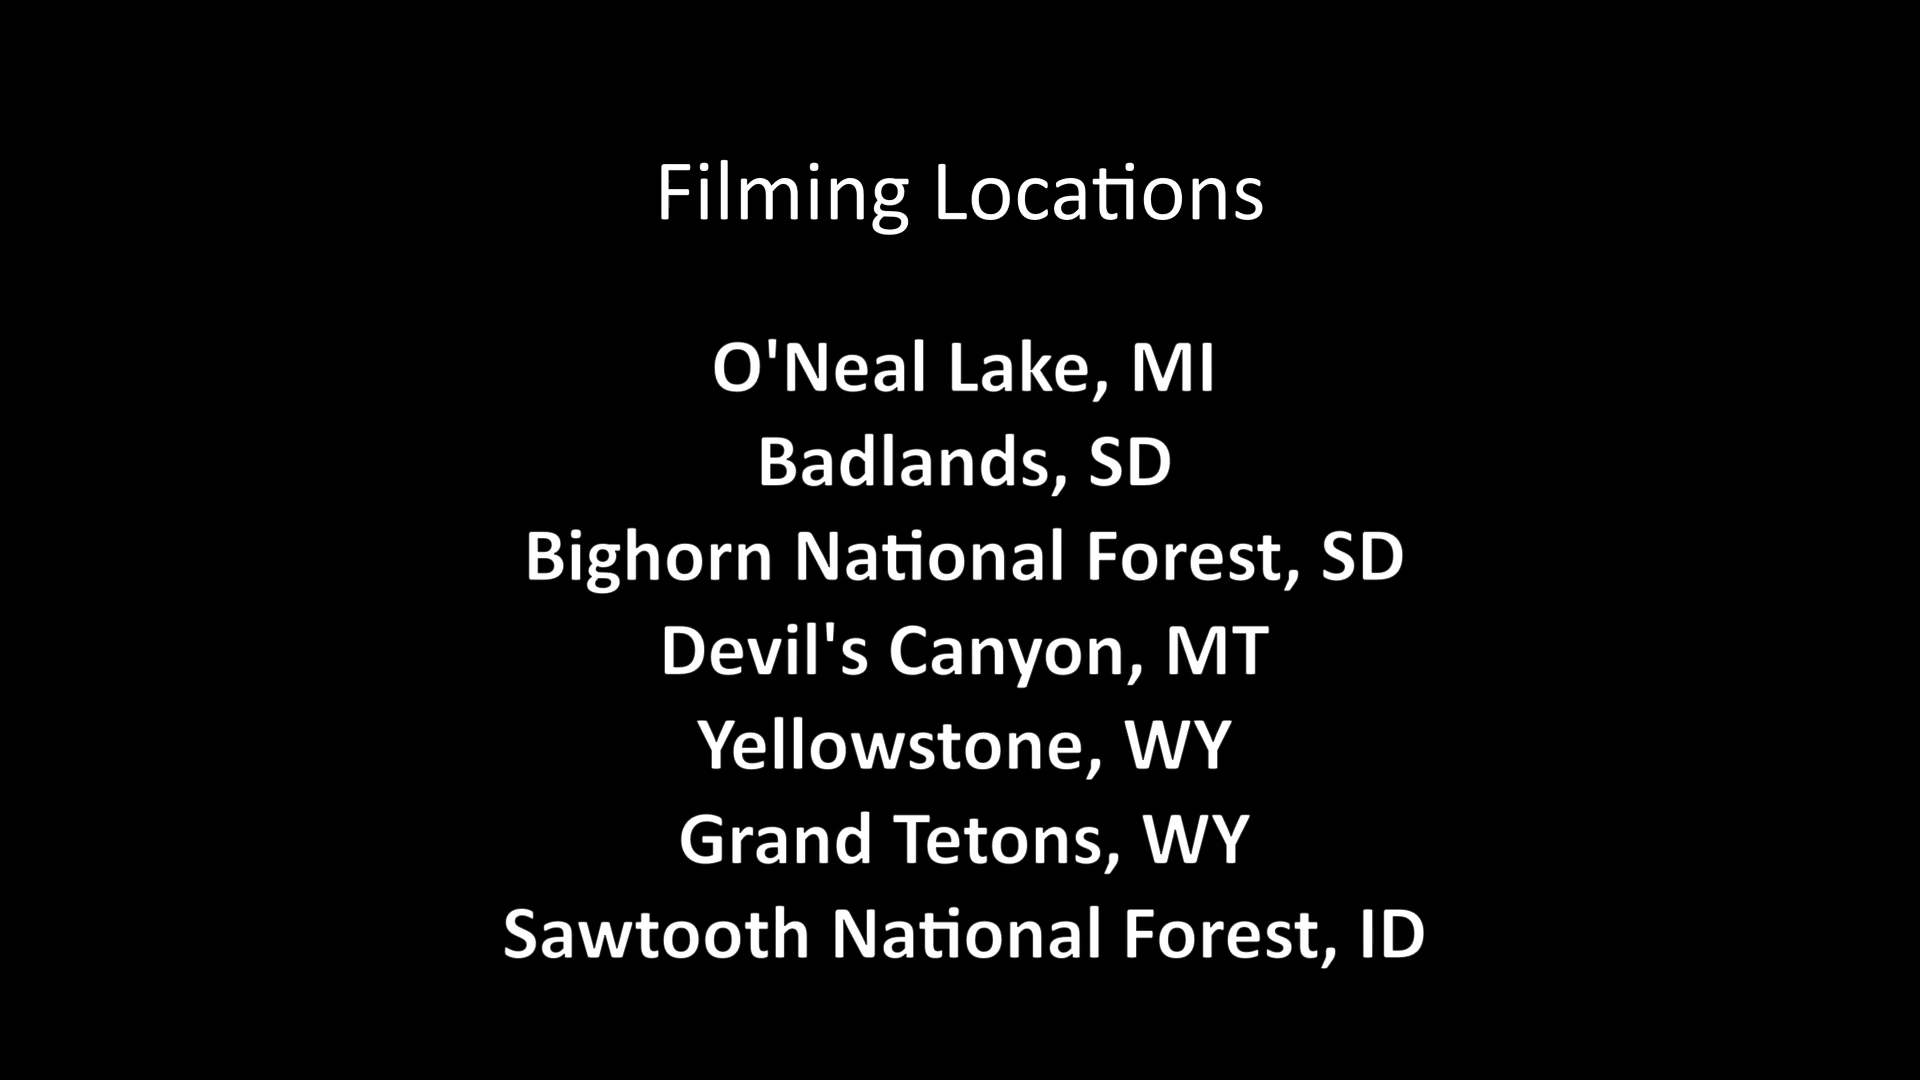 Filming Locations
O'Neal Lake, MI
Badlands, SD
Bighorn National Forest, SD
Devil's Canyon, MT
Yellowstone, WY
Grand Tetons, WY
Sawtooth National Forest, ID